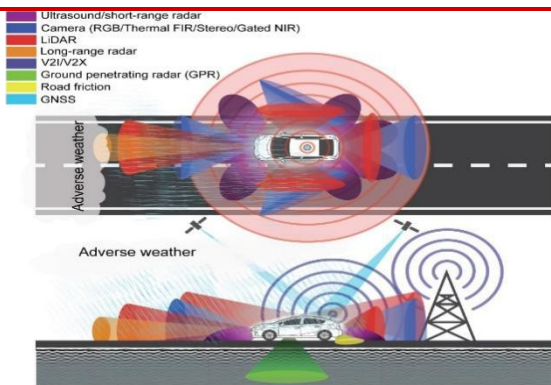 Ultrasound/short-range radar
Camera (RGB/Thermal FIR/Stereo/Gated NIR)
LiDAR
Long-range radar
V2I/V2X
Ground penetrating radar (GPR)
Road friction
GNSS
Adverse weather
Adverse weather